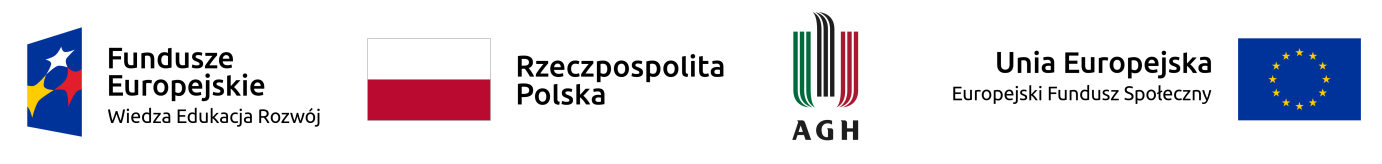 Fundusze
Europejskie
Wiedza Edukacja Rozwój
Rzeczpospolita
Polska
AGH
Unia Europejska
Europejski Fundusz Społeczny